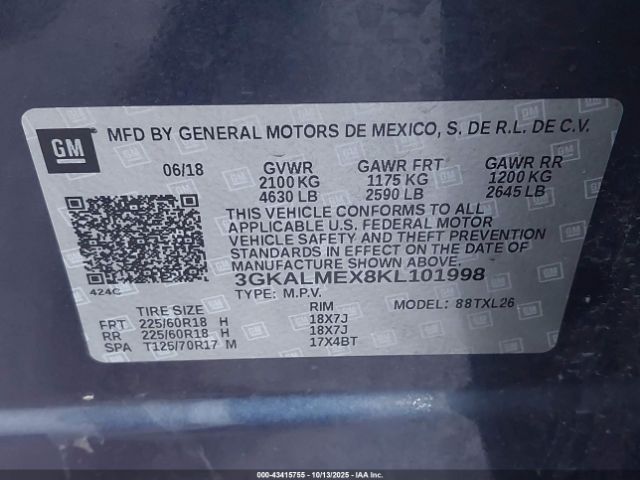 GM MFD BY GENERAL MOTORS DE MEXICO, S. DE R.L. DE C.V.
06/18 GVWR GAWR FRT GAWR RR
2100 KG 1175 KG 1200 KG
4630 LB 2590 LB 2645 LB
THIS VEHICLE CONFORMS TO ALL
APPLICABLE U.S. FEDERAL MOTOR
VEHICLE SAFETY AND THEFT PREVENTION
STANDARDS IN EFFECT ON THE DATE OF
MANUFACTURE SHOWN ABOVE.
424C 3GKALMEX8KL101998
TYPE: M.P.V. MODEL: 88TXL26
TIRE SIZE RIM
FRT 225/60R18 H 18X7J
RR 225/60R18 H 18X7J
SPA T125/70R17 M 17X4BT
000-43415755 - 10/13/2025 - IAA Inc.